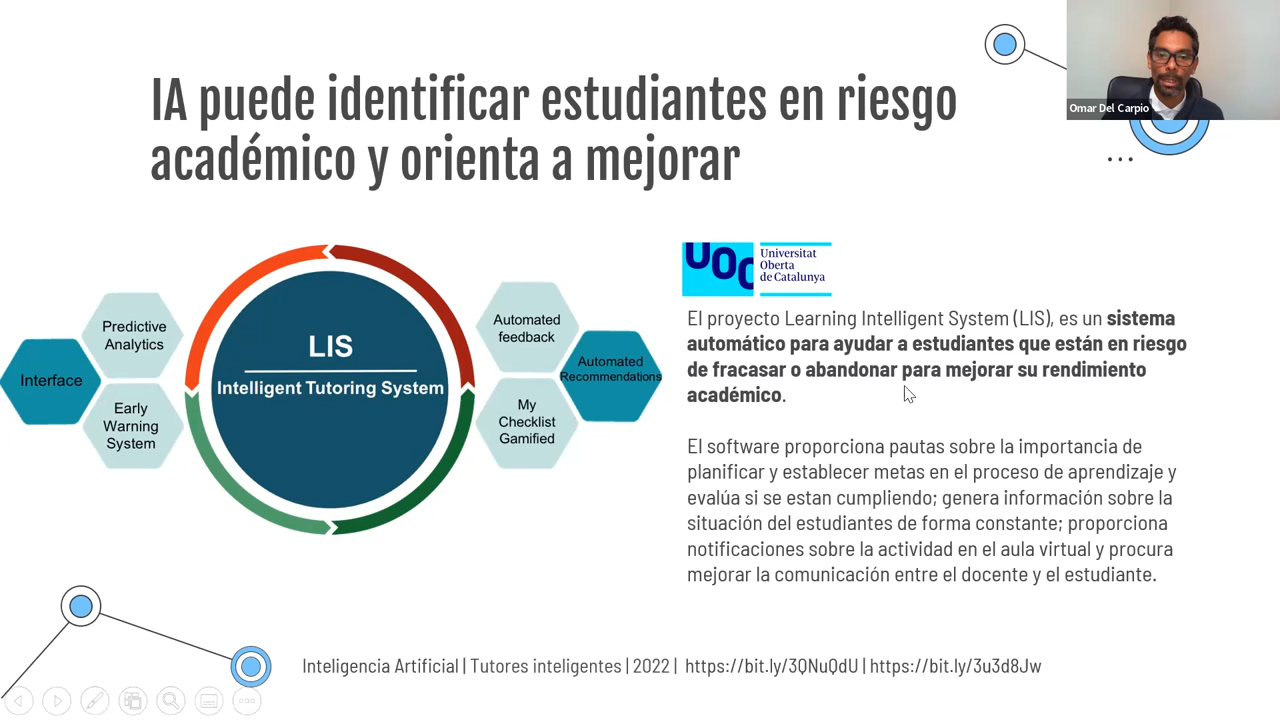 IA puede identificar estudiantes en riesgo
académico y orienta a mejorar
Omar Del Carpio
Interface
Predictive
Analytics
Early
Warning
System
LIS
Intelligent Tutoring System
Automated
feedback
My
Checklist
Gamified
Automated
Recommendations
UOC
Universitat
Oberta
de Catalunya
El proyecto Learning Intelligent System (LIS), es un sistema
automático para ayudar a estudiantes que están en riesgo
de fracasar o abandonar para mejorar su rendimiento
académico.
El software proporciona pautas sobre la importancia de
planificar y establecer metas en el proceso de aprendizaje y
evalúa si se estan cumpliendo; genera información sobre la
situación del estudiantes de forma constante; proporciona
notificaciones sobre la actividad en el aula virtual y procura
mejorar la comunicación entre el docente y el estudiante.
Inteligencia Artificial | Tutores inteligentes | 2022 | https://bit.ly/3QNuQdU | https://bit.ly/3u3d8Jw